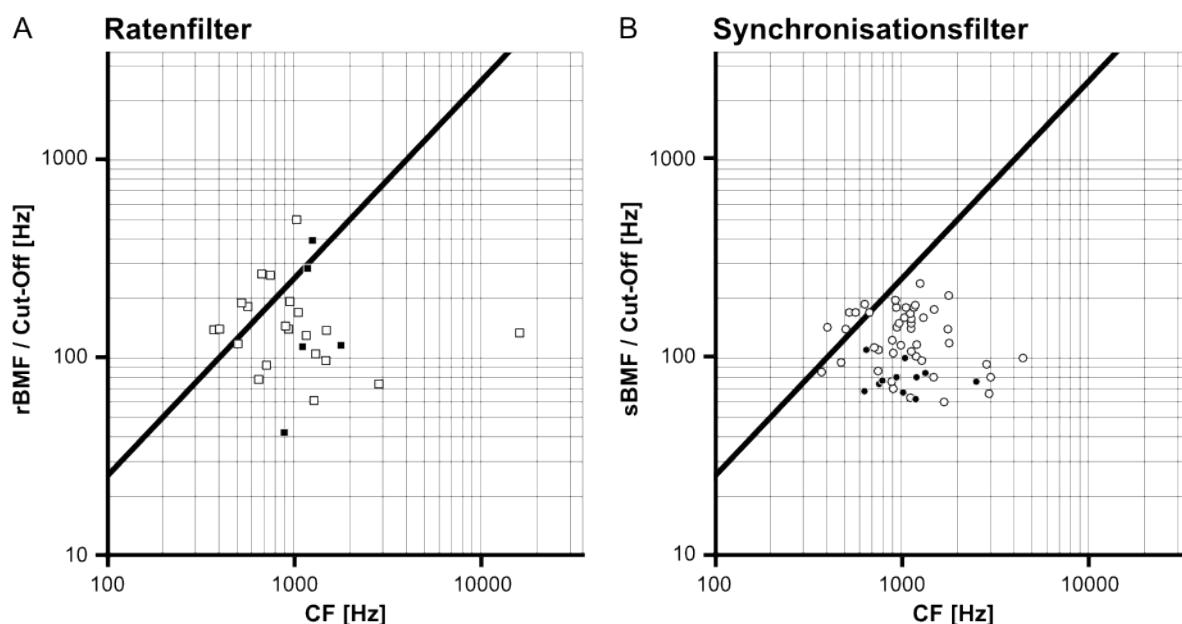 A Ratenfilter
rBMF / Cut-Off [Hz]
1000
100
10
100 1000 10000
CF [Hz]
B Synchronisationsfilter
sBMF / Cut-Off [Hz]
1000
100
10
100 1000 10000
CF [Hz]